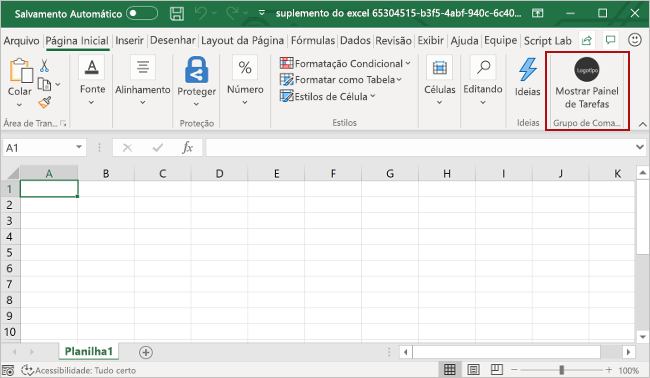 Salvamento Automático
suplemento do excel 65304515-b3f5-4abf-940c-6c40...
Arquivo Página Inicial Inserir Desenhar Layout da Página Fórmulas Dados Revisão Exibir Ajuda Equipe Script Lab
Colar
Fonte
Alinhamento
Proteger
Número
Formatação Condicional
Formatar como Tabela
Estilos de Célula
Células
Editando
Ideias
Logotipo
Mostrar Painel
de Tarefas
Área de Tran...
Proteção
Estilos
Ideias
Grupo de Coma...
A1
fx
A B C D E F G H I J K
1
2
3
4
5
6
7
8
9
10
Planilha1
Acessibilidade: Tudo certo
100%